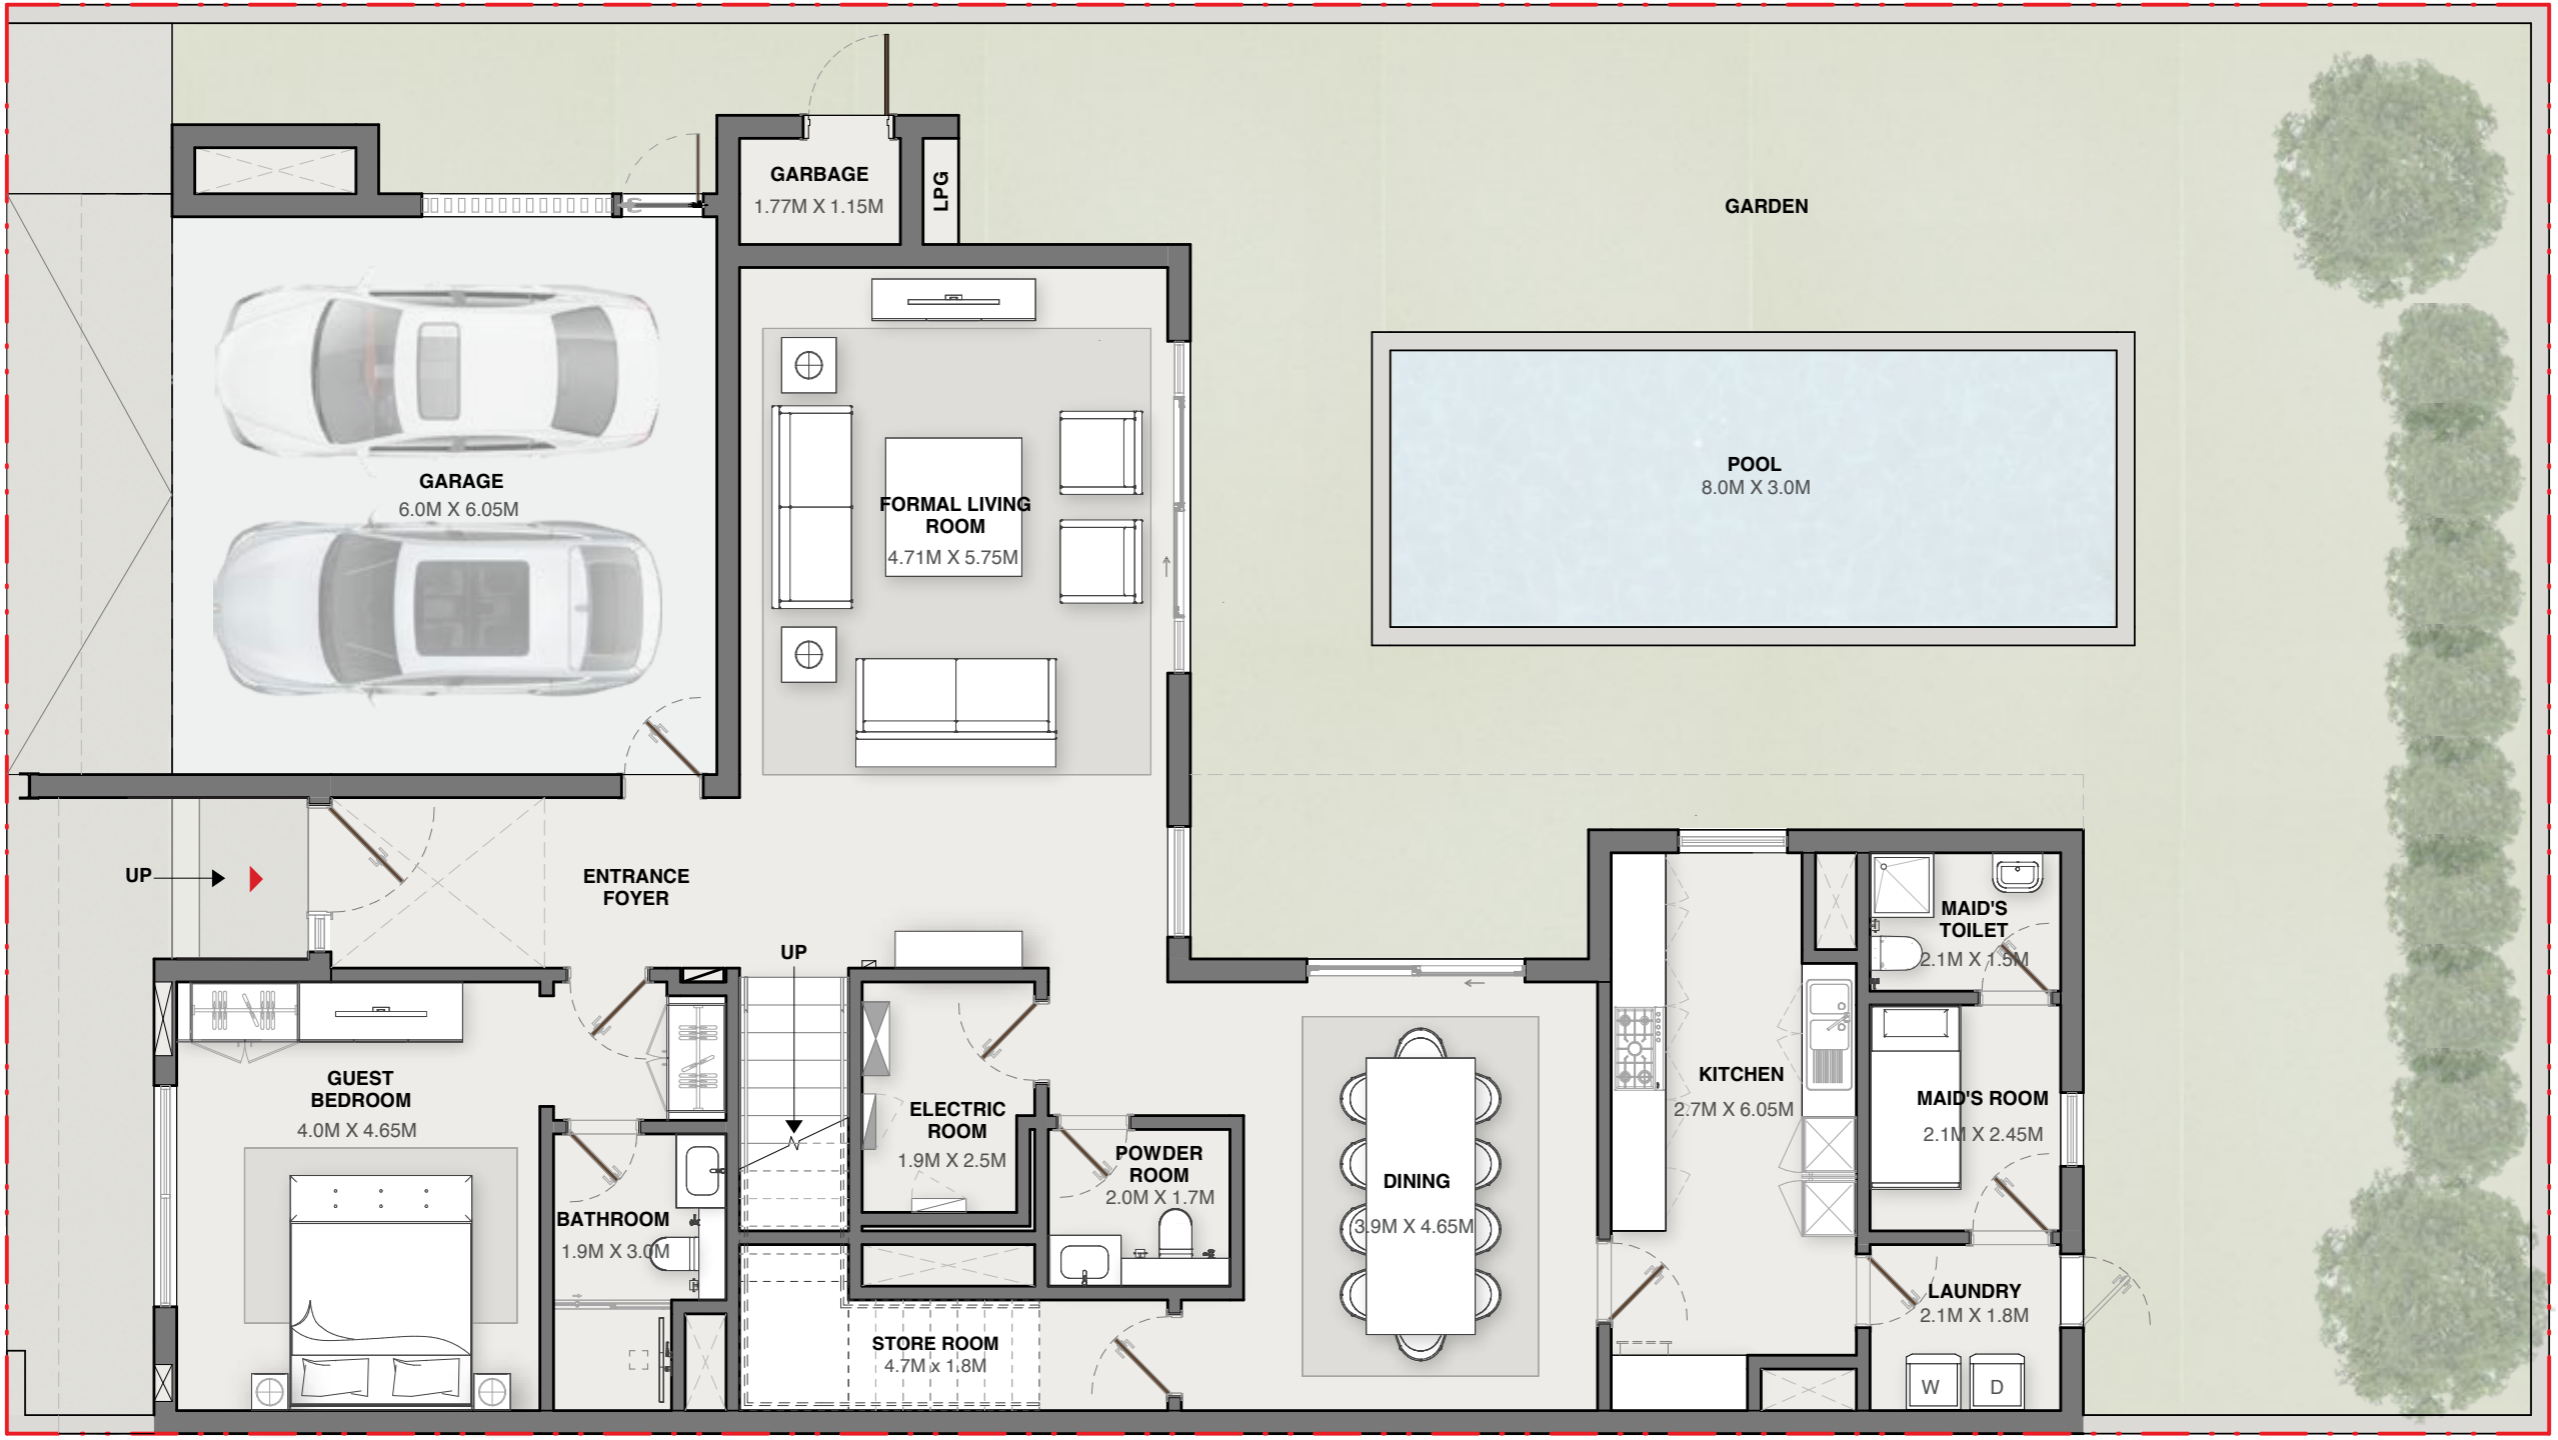 GARBAGE
1.77M X 1.15M
LPG
GARDEN
GARAGE
6.0M X 6.05M
FORMAL LIVING
ROOM
4.71M X 5.75M
POOL
8.0M X 3.0M
UP
ENTRANCE
FOYER
UP
GUEST
BEDROOM
4.0M X 4.65M
BATHROOM
1.9M X 3.0M
ELECTRIC
ROOM
1.9M X 2.5M
POWDER
ROOM
2.0M X 1.7M
STORE ROOM
4.7M x 1.8M
DINING
3.9M X 4.65M
KITCHEN
2.7M X 6.05M
MAID'S
TOILET
2.1M X 1.5M
MAID'S ROOM
2.1M X 2.45M
LAUNDRY
2.1M X 1.8M
W
D